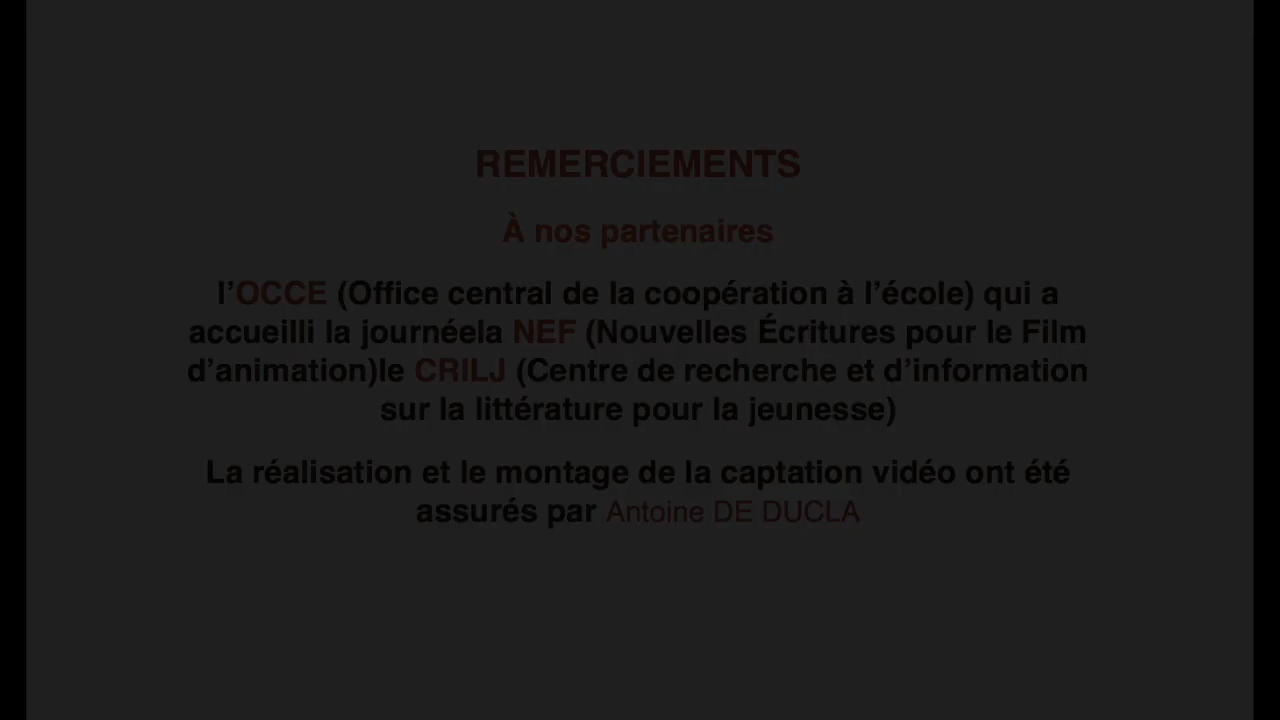 REMERCIEMENTS
À nos partenaires
l’OCCE (Office central de la coopération à l’école) qui a
accueilli la journéela NEF (Nouvelles Écritures pour le Film
d’animation)le CRILJ (Centre de recherche et d’information
sur la littérature pour la jeunesse)
La réalisation et le montage de la captation vidéo ont été
assurés par Antoine DE DUCLA